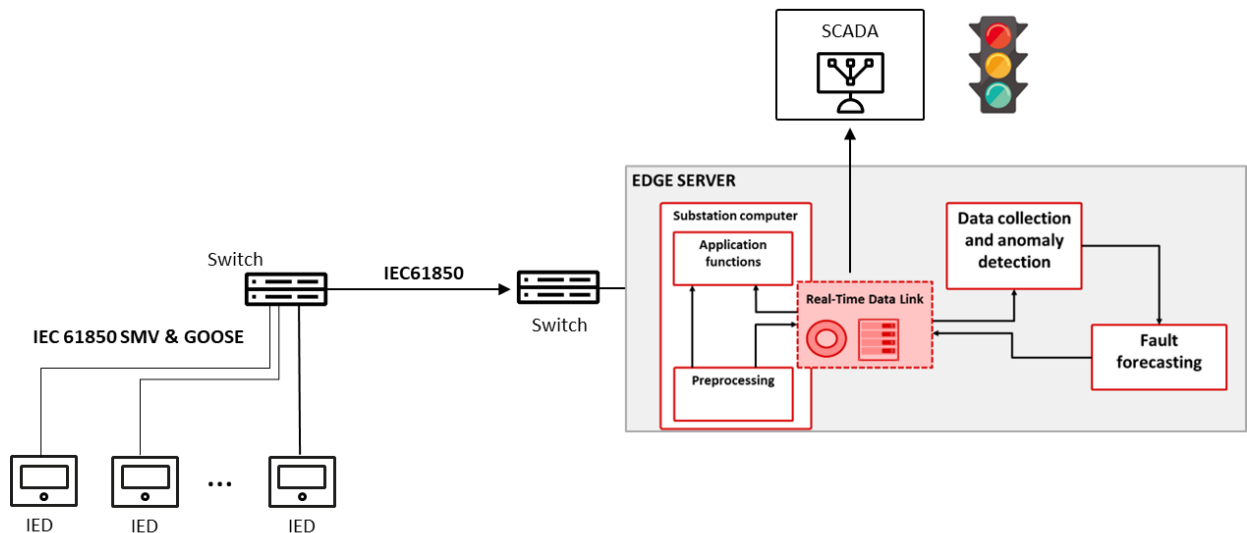 SCADA
EDGE SERVER
Substation computer
Application
functions
Data collection
and anomaly
detection
Switch
IEC61850
Real-Time Data Link
Switch
IEC 61850 SMV & GOOSE
Fault
forecasting
Preprocessing
...
IED
IED
IED